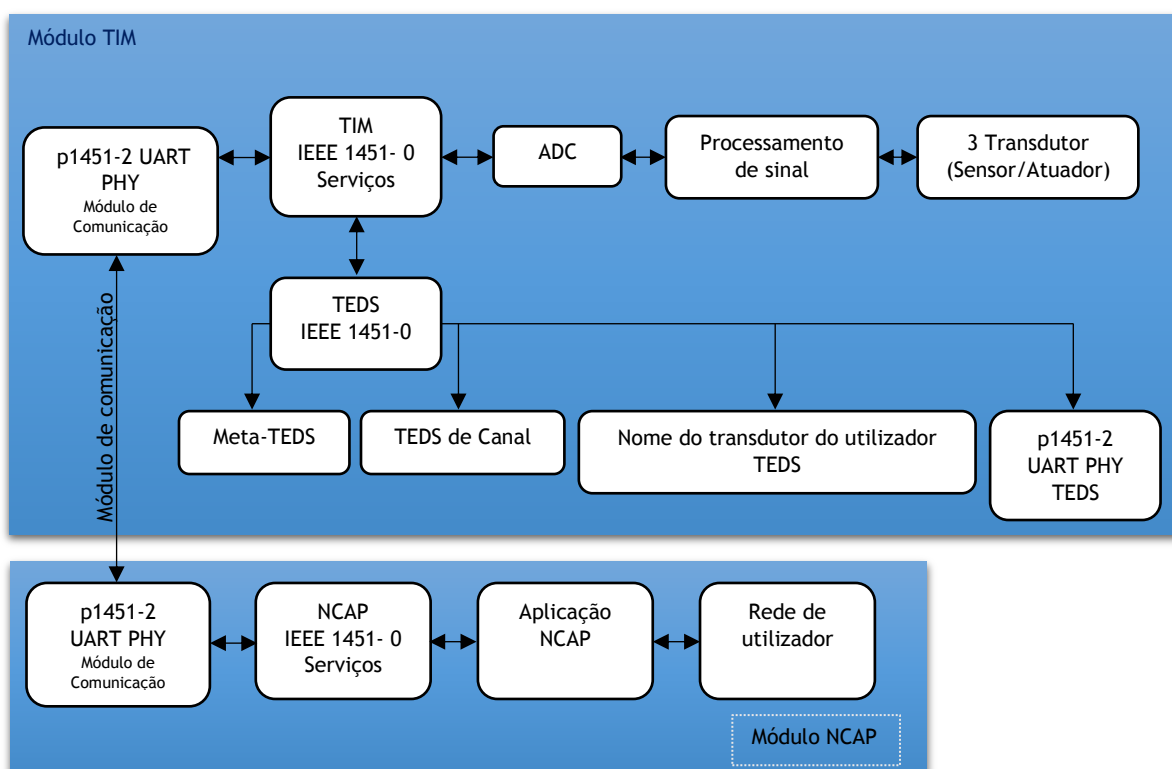 Módulo TIM
p1451-2 UART
PHY
Módulo de
Comunicação
TIM
IEEE 1451- 0
Serviços
ADC
Processamento
de sinal
3 Transdutor
(Sensor/Atuador)
TEDS
IEEE 1451-0
Módulo de comunicação
Meta-TEDS
TEDS de Canal
Nome do transdutor do utilizador
TEDS
p1451-2
UART PHY
TEDS
p1451-2
UART PHY
Módulo de
Comunicação
NCAP
IEEE 1451- 0
Serviços
Aplicação
NCAP
Rede de
utilizador
Módulo NCAP